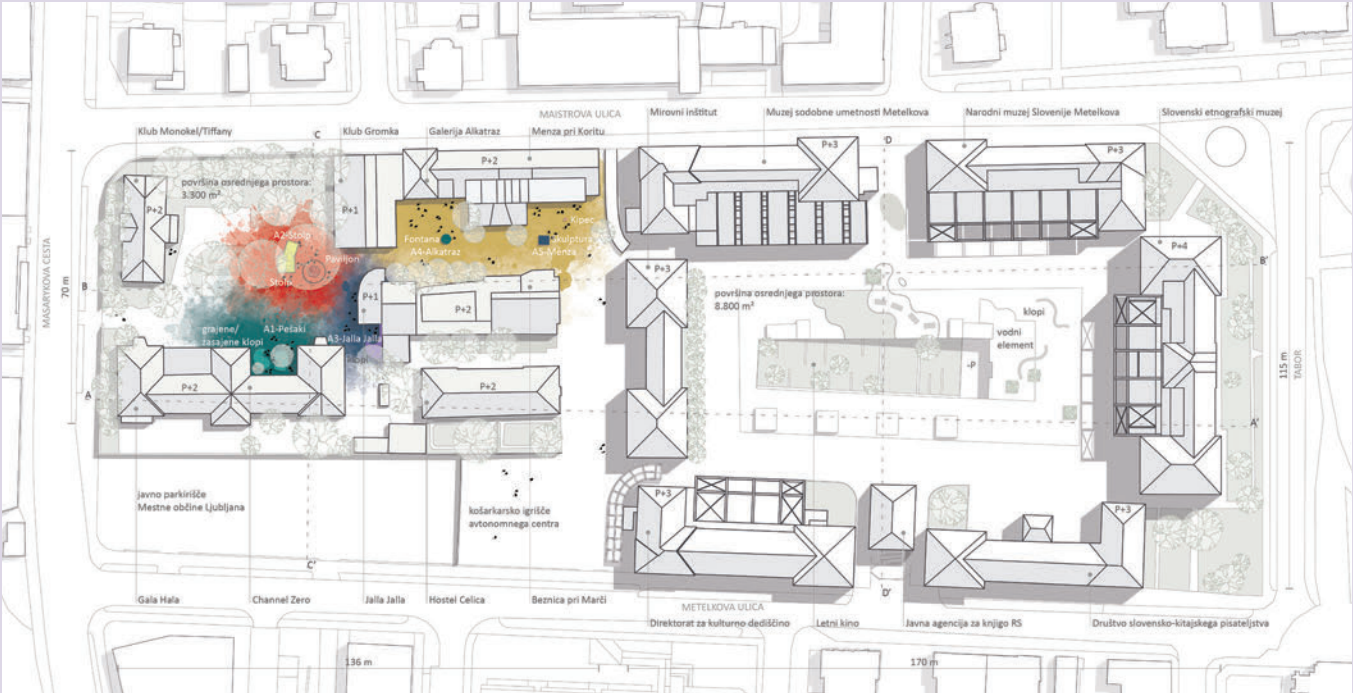 MAISTROVA ULICA
Klub Monokel/Tiffany
C
Klub Gromka
Galerija Alkatraz
Menza pri Koritu
Mirovni inštitut
Muzej sodobne umetnosti Metelkova
D
Narodni muzej Slovenije Metelkova
Slovenski etnografski muzej
P+2
površina osrednjega prostora:
3.300 m²
P+1
P+2
P+3
P+3
P+4
A2-Stolp
Paviljon
Stolp
Fontana
A4-Alkatraz
Kipec
skulptura
A5-Menza
MASARYKOVA CESTA
70 m
B
B'
P+1
P+2
P+3
površina osrednjega prostora:
8.800 m²
klopi
vodni
element
-P
grajene/
zasajene klopi
A1-Pešaki
A3-Jalla Jalla
klopi
P+2
P+2
A
A'
115 m
TABOR
javno parkirišče
Mestne občine Ljubljana
košarkarsko igrišče
avtonomnega centra
P+3
P+3
C'
D'
Gala Hala
Channel Zero
Jalla Jalla
Hostel Celica
Beznica pri Marči
METELKOVA ULICA
Direktorat za kulturno dediščino
Letni kino
Javna agencija za knjigo RS
Društvo slovensko-kitajskega pisateljstva
136 m
170 m